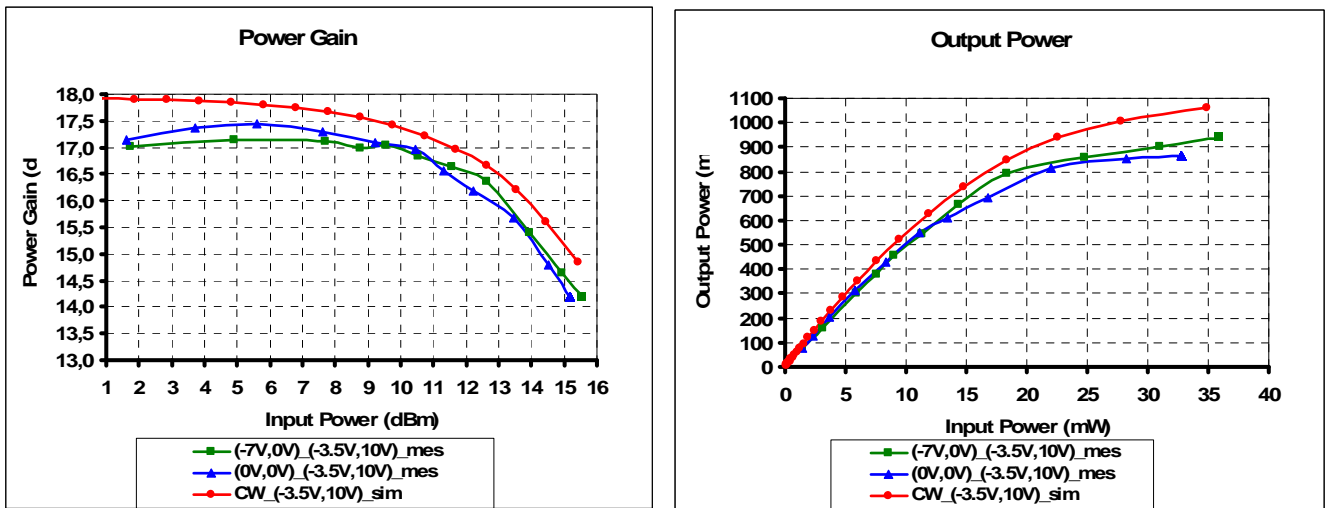 Power Gain
Power Gain (d
18,0
17,5
17,0
16,5
16,0
15,5
15,0
14,5
14,0
13,5
13,0
1 2 3 4 5 6 7 8 9 10 11 12 13 14 15 16
Input Power (dBm)
(-7V,0V)_(-3.5V,10V)_mes
(0V,0V)_(-3.5V,10V)_mes
CW_(-3.5V,10V)_sim
Output Power
Output Power (m
1100
1000
900
800
700
600
500
400
300
200
100
0
0 5 10 15 20 25 30 35 40
Input Power (mW)
(-7V,0V)_(-3.5V,10V)_mes
(0V,0V)_(-3.5V,10V)_mes
CW_(-3.5V,10V)_sim